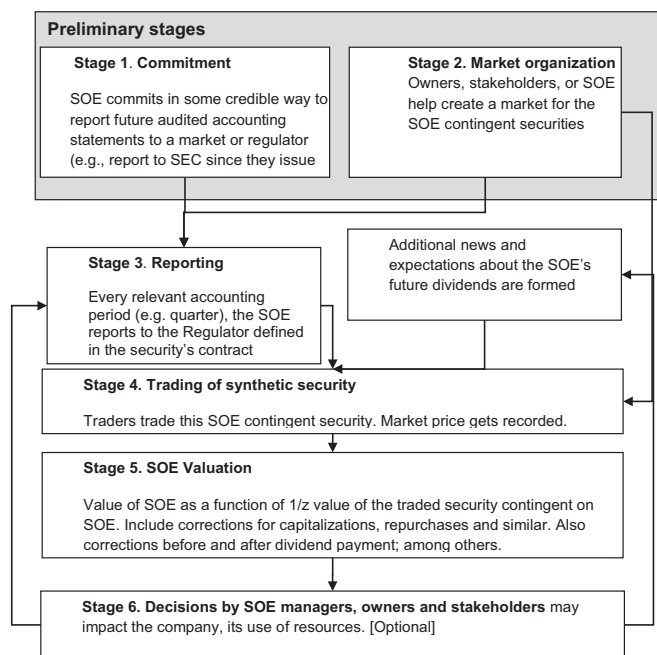 Preliminary stages
Stage 1. Commitment
SOE commits in some credible way to
report future audited accounting
statements to a market or regulator
(e.g., report to SEC since they issue
Stage 2. Market organization
Owners, stakeholders, or SOE
help create a market for the
SOE contingent securities
Stage 3. Reporting
Every relevant accounting
period (e.g. quarter), the SOE
reports to the Regulator defined
in the security's contract
Additional news and
expectations about the SOE's
future dividends are formed
Stage 4. Trading of synthetic security
Traders trade this SOE contingent security. Market price gets recorded.
Stage 5. SOE Valuation
Value of SOE as a function of 1/z value of the traded security contingent on
SOE. Include corrections for capitalizations, repurchases and similar. Also
corrections before and after dividend payment; among others.
Stage 6. Decisions by SOE managers, owners and stakeholders may
impact the company, its use of resources. [Optional]